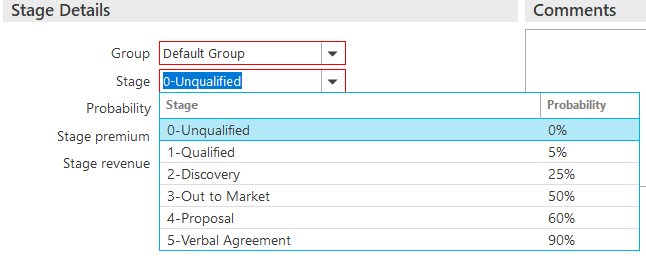 Stage Details
Comments
Group Default Group
Stage 0-Unqualified
Probability
Stage premium
Stage revenue
Stage Probability
0-Unqualified 0%
1-Qualified 5%
2-Discovery 25%
3-Out to Market 50%
4-Proposal 60%
5-Verbal Agreement 90%